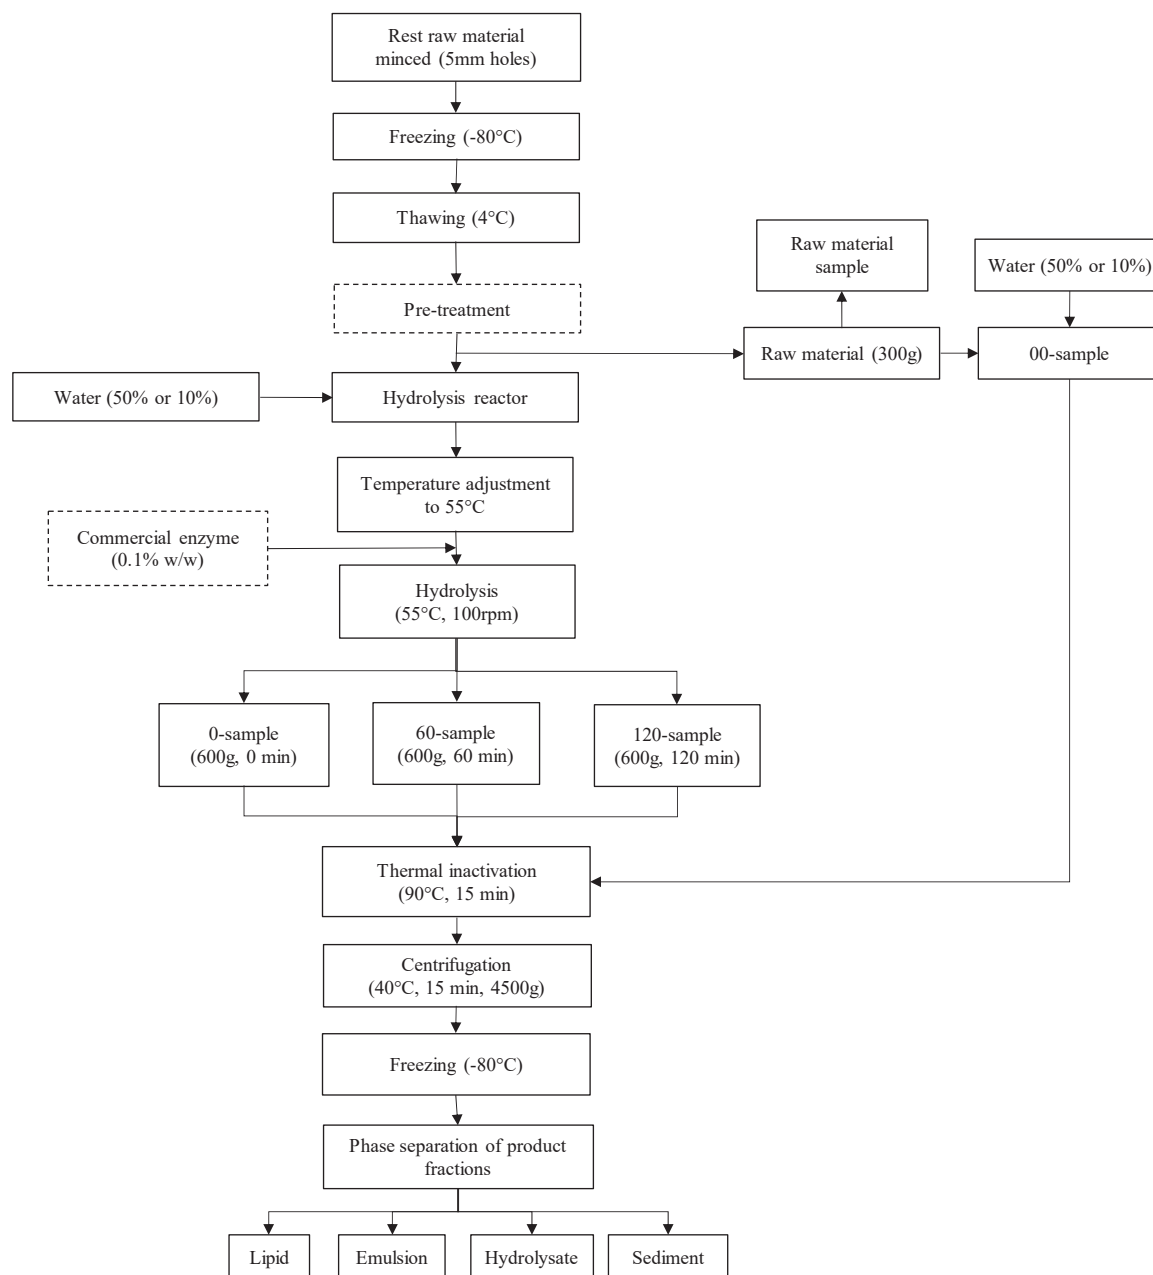 Rest raw material
minced (5mm holes)
Freezing (-80°C)
Thawing (4°C)
Raw material
sample
Water (50% or 10%)
Pre-treatment
Raw material (300g)
00-sample
Water (50% or 10%)
Hydrolysis reactor
Temperature adjustment
to 55°C
Commercial enzyme
(0.1% w/w)
Hydrolysis
(55°C, 100rpm)
0-sample
(600g, 0 min)
60-sample
(600g, 60 min)
120-sample
(600g, 120 min)
Thermal inactivation
(90°C, 15 min)
Centrifugation
(40°C, 15 min, 4500g)
Freezing (-80°C)
Phase separation of product
fractions
Lipid
Emulsion
Hydrolysate
Sediment